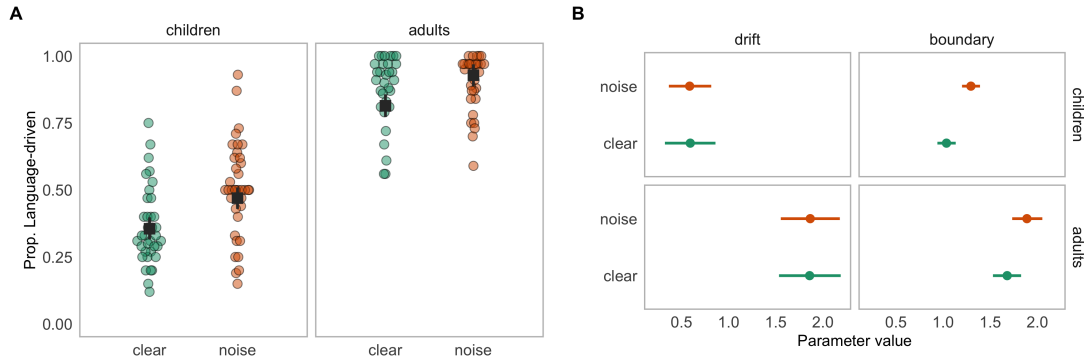 A
children
adults
Prop. Language-driven
1.00
0.75
0.50
0.25
0.00
clear
noise
clear
noise
B
drift
boundary
noise
clear
children
noise
clear
adults
0.5 1.0 1.5 2.0
0.5 1.0 1.5 2.0
Parameter value